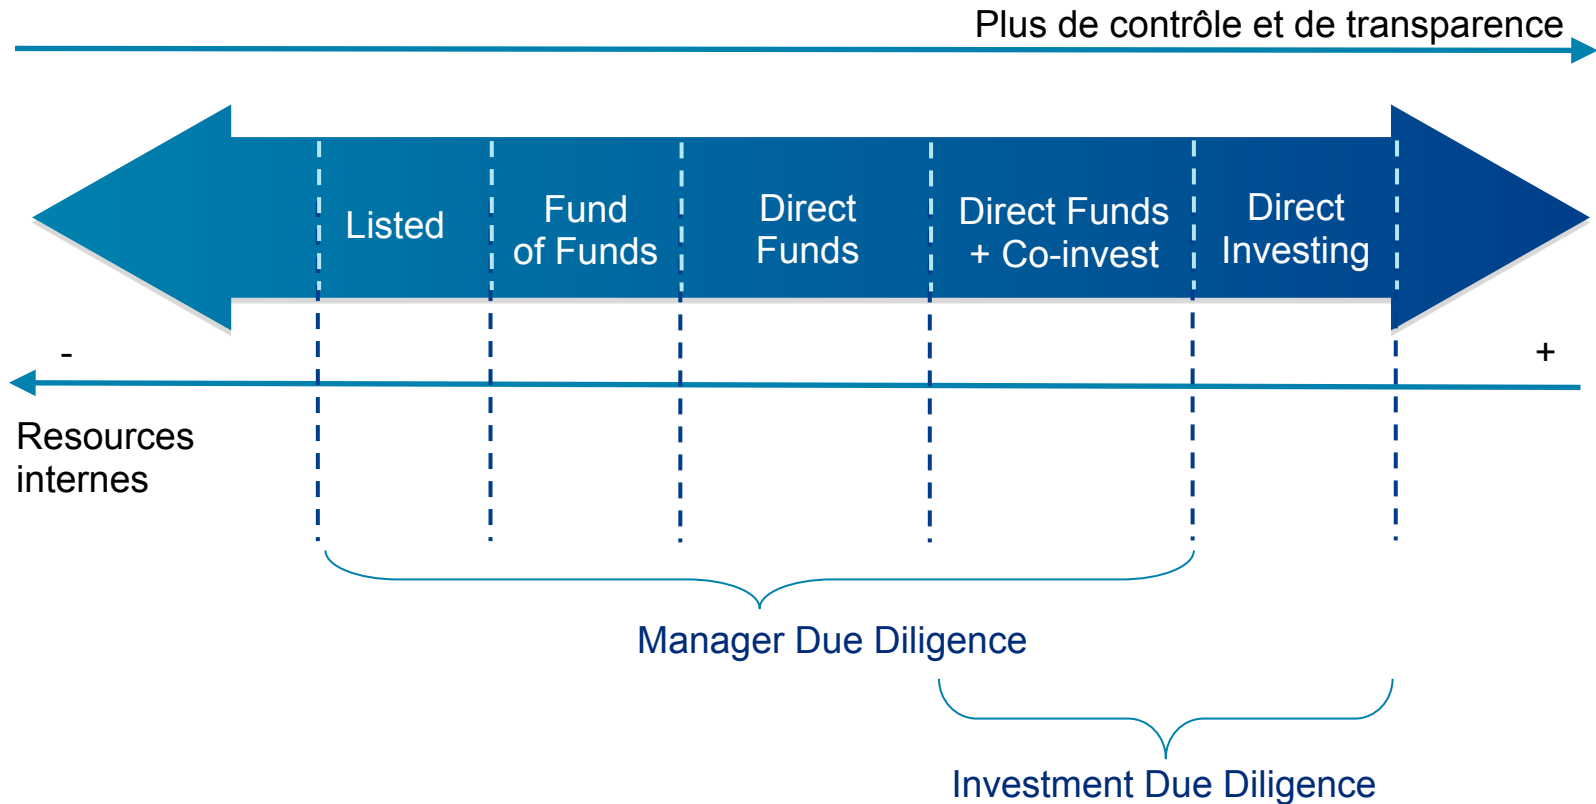 Plus de contrôle et de transparence
Listed
Fund
of Funds
Direct
Funds
Direct Funds
+ Co-invest
Direct
Investing
-
+
Resources
internes
Manager Due Diligence
Investment Due Diligence